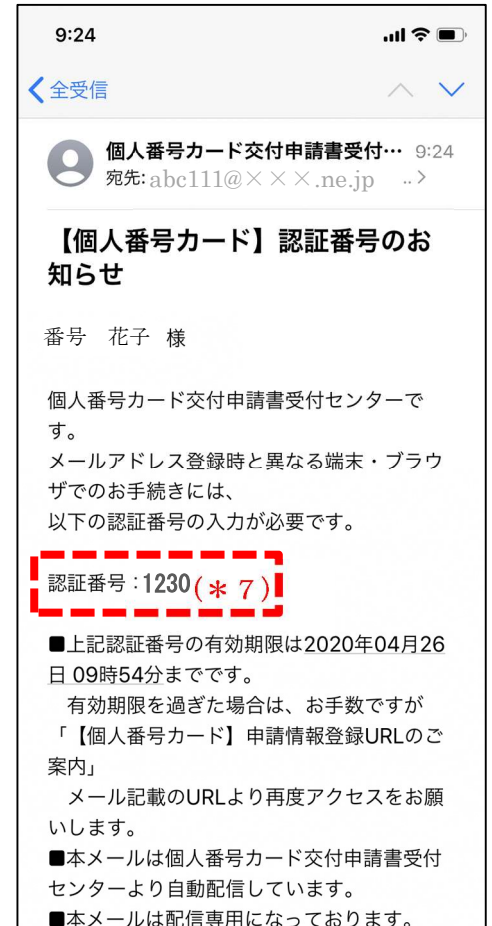 9:24
全受信
個人番号カード交付申請書受付… 9:24
宛先: abc111@×××.ne.jp ..>
【個人番号カード】認証番号のお
知らせ
番号 花子 様
個人番号カード交付申請書受付センターで
す。
メールアドレス登録時と異なる端末・ブラウ
ザでのお手続きには、
以下の認証番号の入力が必要です。
認証番号：1230(＊7)
■上記認証番号の有効期限は2020年04月26
日 09時54分までです。
　有効期限を過ぎた場合は、お手数ですが
「【個人番号カード】申請情報登録URLのご
案内」
　メール記載のURLより再度アクセスをお願
いします。
■本メールは個人番号カード交付申請書受付
センターより自動配信しています。
■本メールは配信専用になっております。